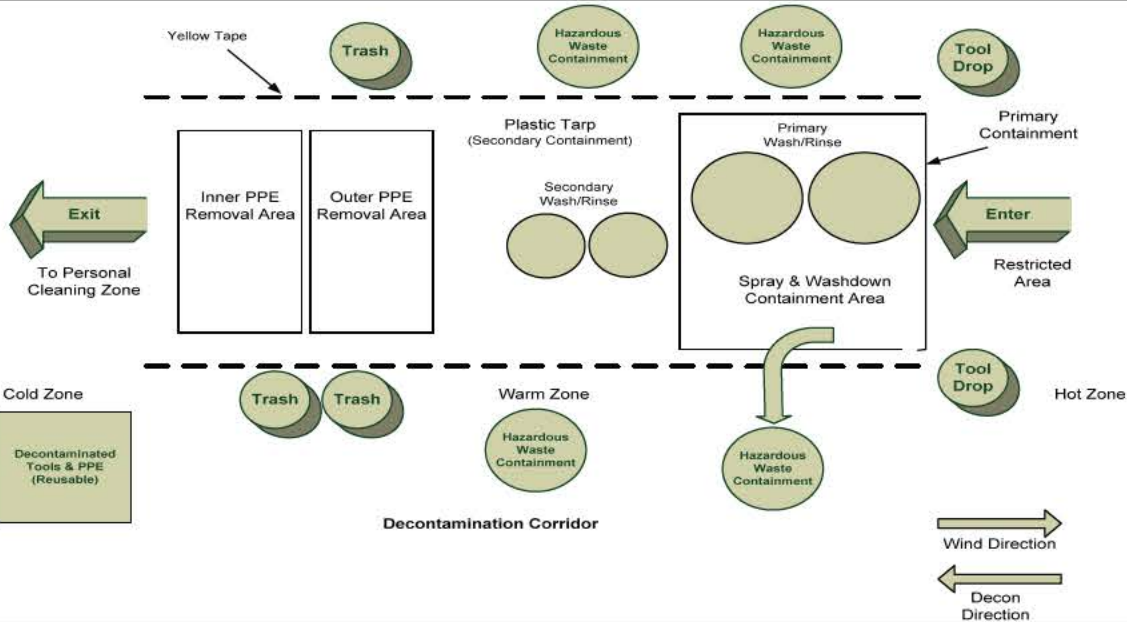 Yellow Tape
Trash
Hazardous
Waste
Containment
Hazardous
Waste
Containment
Tool
Drop
Plastic Tarp
(Secondary Containment)
Primary
Wash/Rinse
Primary
Containment
Inner PPE
Removal Area
Outer PPE
Removal Area
Secondary
Wash/Rinse
Exit
Enter
To Personal
Cleaning Zone
Spray & Washdown
Containment Area
Restricted
Area
Cold Zone
Trash
Trash
Warm Zone
Tool
Drop
Hot Zone
Decontaminated
Tools & PPE
(Reusable)
Hazardous
Waste
Containment
Hazardous
Waste
Containment
Decontamination Corridor
Wind Direction
Decon
Direction